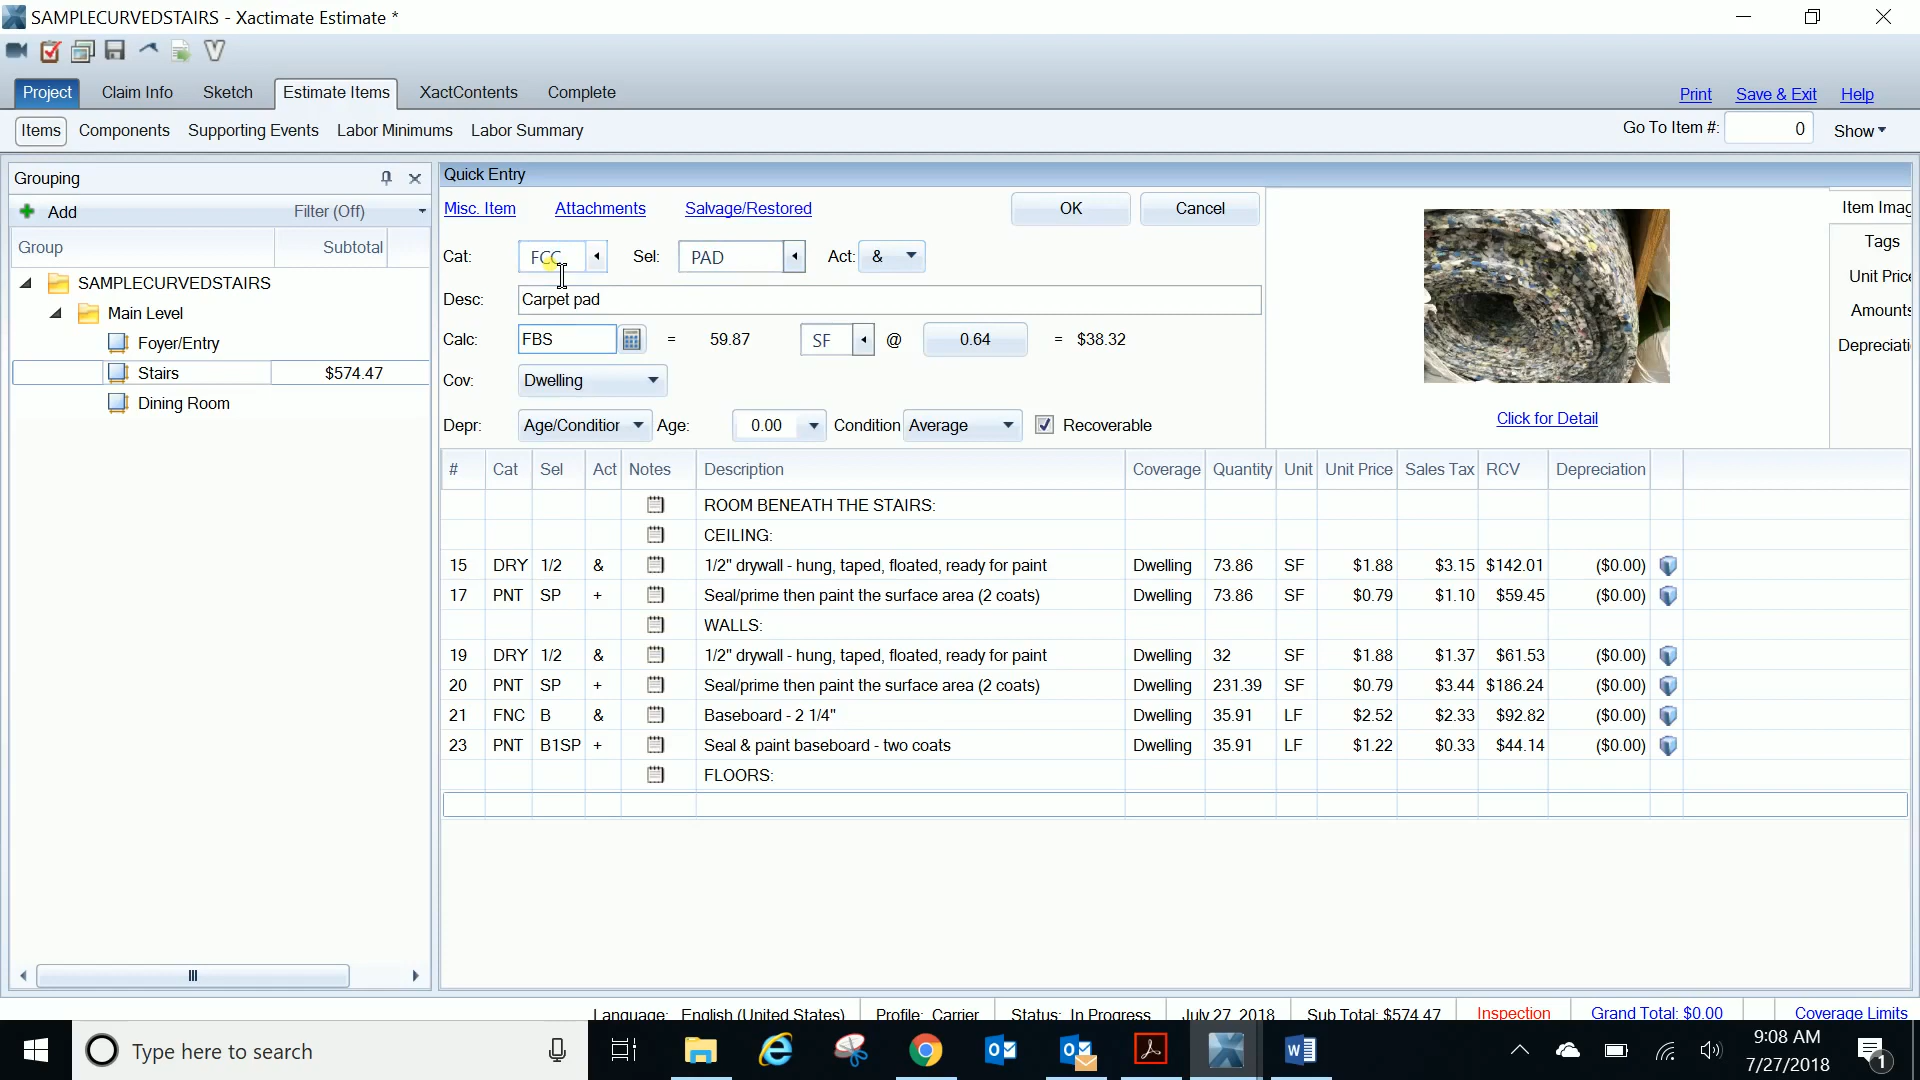 SAMPLECURVEDSTAIRS - Xactimate Estimate *
Project Claim Info Sketch Estimate Items XactContents Complete
Print Save & Exit Help
Items Components Supporting Events Labor Minimums Labor Summary
Go To Item #: 0 Show
Grouping
Add Filter (Off)
Group Subtotal
SAMPLECURVEDSTAIRS
Main Level
Foyer/Entry
Stairs $574.47
Dining Room
Quick Entry
Misc. Item Attachments Salvage/Restored OK Cancel
Cat: FCC Sel: PAD Act: &
Desc: Carpet pad
Calc: FBS = 59.87 SF @ 0.64 = $38.32
Cov: Dwelling
Depr: Age/Conditior Age: 0.00 Condition Average Recoverable
Click for Detail
Item Imag
Tags
Unit Price
Amounts
Depreciati
# Cat Sel Act Notes Description Coverage Quantity Unit Unit Price Sales Tax RCV Depreciation
ROOM BENEATH THE STAIRS:
CEILING:
15 DRY 1/2 & 1/2" drywall - hung, taped, floated, ready for paint Dwelling 73.86 SF $1.88 $3.15 $142.01 ($0.00)
17 PNT SP + Seal/prime then paint the surface area (2 coats) Dwelling 73.86 SF $0.79 $1.10 $59.45 ($0.00)
WALLS:
19 DRY 1/2 & 1/2" drywall - hung, taped, floated, ready for paint Dwelling 32 SF $1.88 $1.37 $61.53 ($0.00)
20 PNT SP + Seal/prime then paint the surface area (2 coats) Dwelling 231.39 SF $0.79 $3.44 $186.24 ($0.00)
21 FNC B & Baseboard - 2 1/4" Dwelling 35.91 LF $2.52 $2.33 $92.82 ($0.00)
23 PNT B1SP + Seal & paint baseboard - two coats Dwelling 35.91 LF $1.22 $0.33 $44.14 ($0.00)
FLOORS:
Language: English (United States) Profile: Carrier Status: In Progress July 27, 2018 Sub Total: $574.47 Inspection Grand Total: $0.00 Coverage Limits
Type here to search
9:08 AM
7/27/2018
1